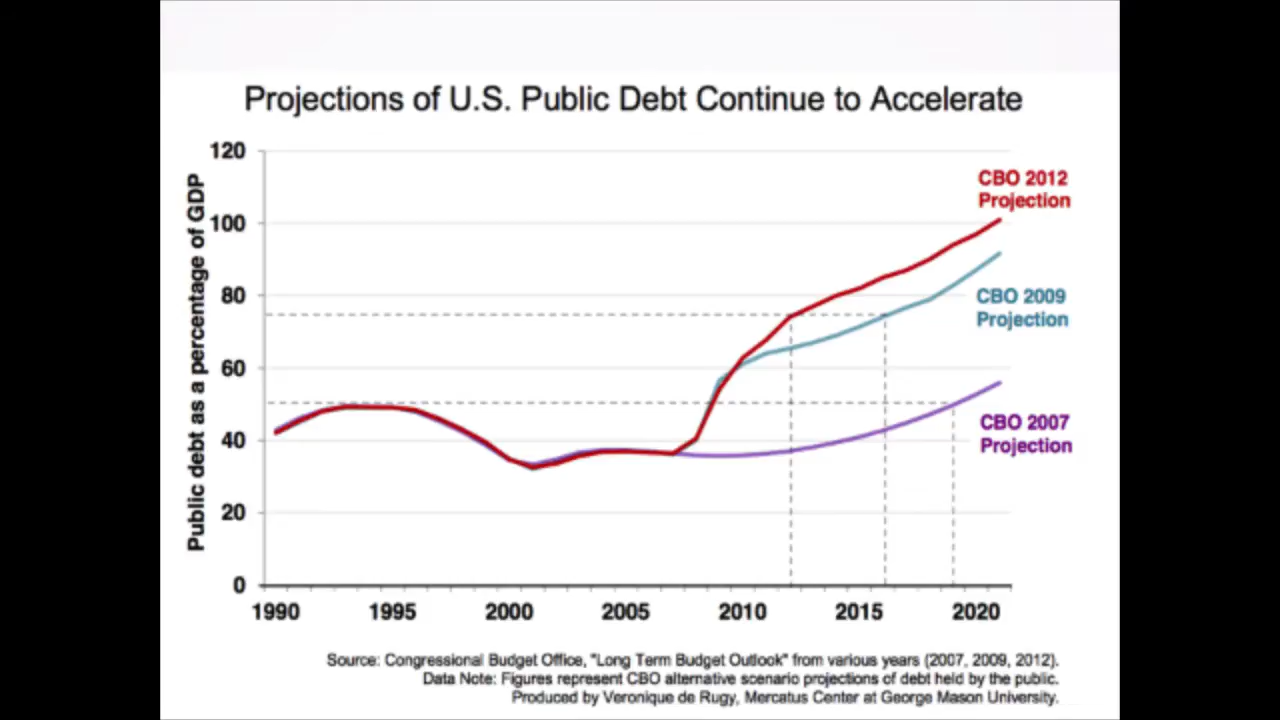 Projections of U.S. Public Debt Continue to Accelerate
Public debt as a percentage of GDP
120
100
80
60
40
20
0
CBO 2012
Projection
CBO 2009
Projection
CBO 2007
Projection
1990 1995 2000 2005 2010 2015 2020
Source: Congressional Budget Office, "Long Term Budget Outlook" from various years (2007, 2009, 2012).
Data Note: Figures represent CBO alternative scenario projections of debt held by the public.
Produced by Veronique de Rugy, Mercatus Center at George Mason University.